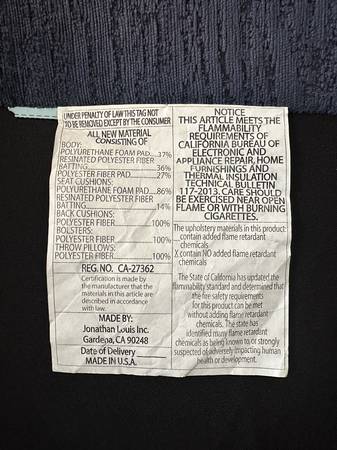 UNDER PENALTY OF LAW THIS TAG NOT
TO BE REMOVED EXCEPT BY THE CONSUMER
ALL NEW MATERIAL
CONSISTING OF
BODY:
POLYURETHANE FOAM PAD...37%
RESINATED POLYESTER FIBER
BATTING...................36%
POLYESTER FIBER PAD.......27%
SEAT CUSHIONS:
POLYURETHANE FOAM PAD....86%
RESINATED POLYESTER FIBER
BATTING...................14%
BACK CUSHIONS:
POLYESTER FIBER 100%
BOLSTERS:
POLYESTER FIBER 100%
THROW PILLOWS:
POLYESTER FIBER 100%
REG. NO. CA-27362
Certification is made by
the manufacturer that the
materials in this article are
described in accordance
with law.
MADE BY:
Jonathan Louis Inc.
Gardena, CA 90248
Date of Delivery
MADE IN U.S.A.
NOTICE
THIS ARTICLE MEETS THE
FLAMMABILITY
REQUIREMENTS OF
CALIFORNIA BUREAU OF
ELECTRONIC AND
APPLIANCE REPAIR, HOME
FURNISHINGS AND
THERMAL INSULATION
TECHNICAL BULLETIN
117-2013. CARE SHOULD
BE EXERCISED NEAR OPEN
FLAME OR WITH BURNING
CIGARETTES.
The upholstery materials in this product:
_contain added flame retardant
chemicals
X contain NO added flame retardant
chemicals
The State of California has updated the
flammability standard and determined that
the fire safety requirements
for this product can be met
without adding flame retardant
chemicals. The state has
identified many flame retardant
chemicals as being known to, or strongly
suspected of, adversely impacting human
health or development.